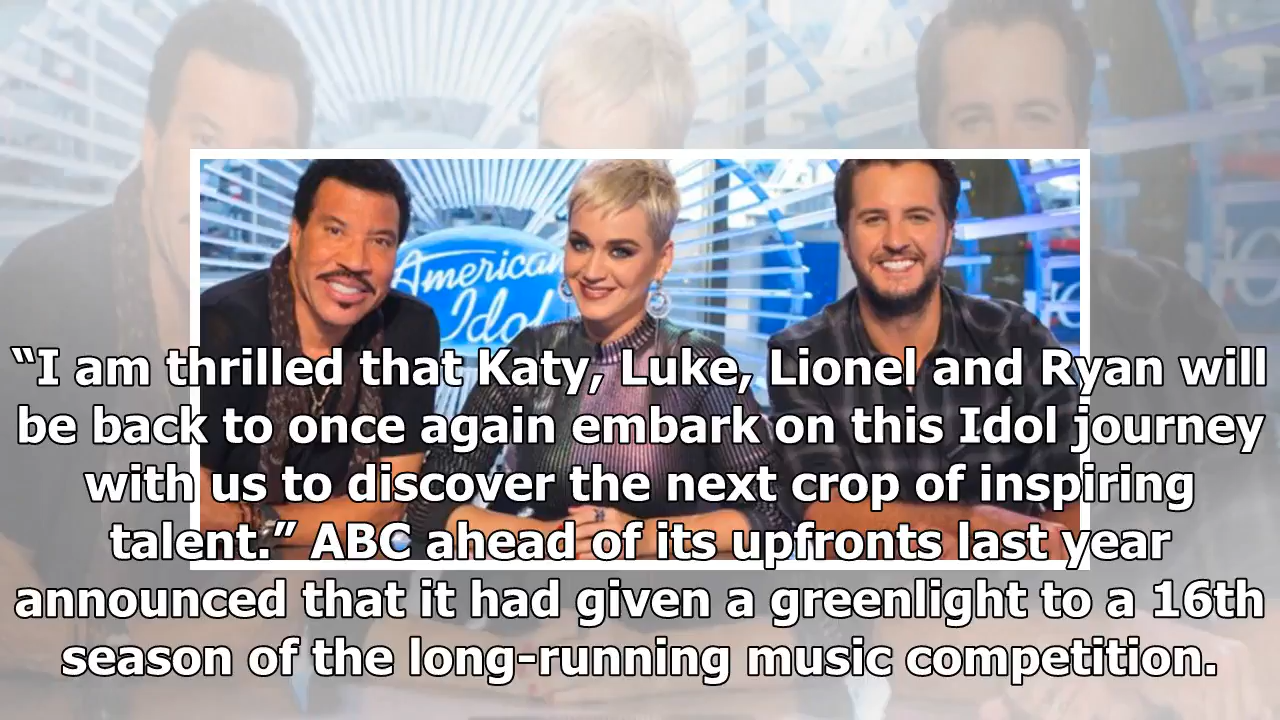 American
Idol
“I am thrilled that Katy, Luke, Lionel and Ryan will
be back to once again embark on this Idol journey
with us to discover the next crop of inspiring
talent.” ABC ahead of its upfronts last year
announced that it had given a greenlight to a 16th
season of the long-running music competition.